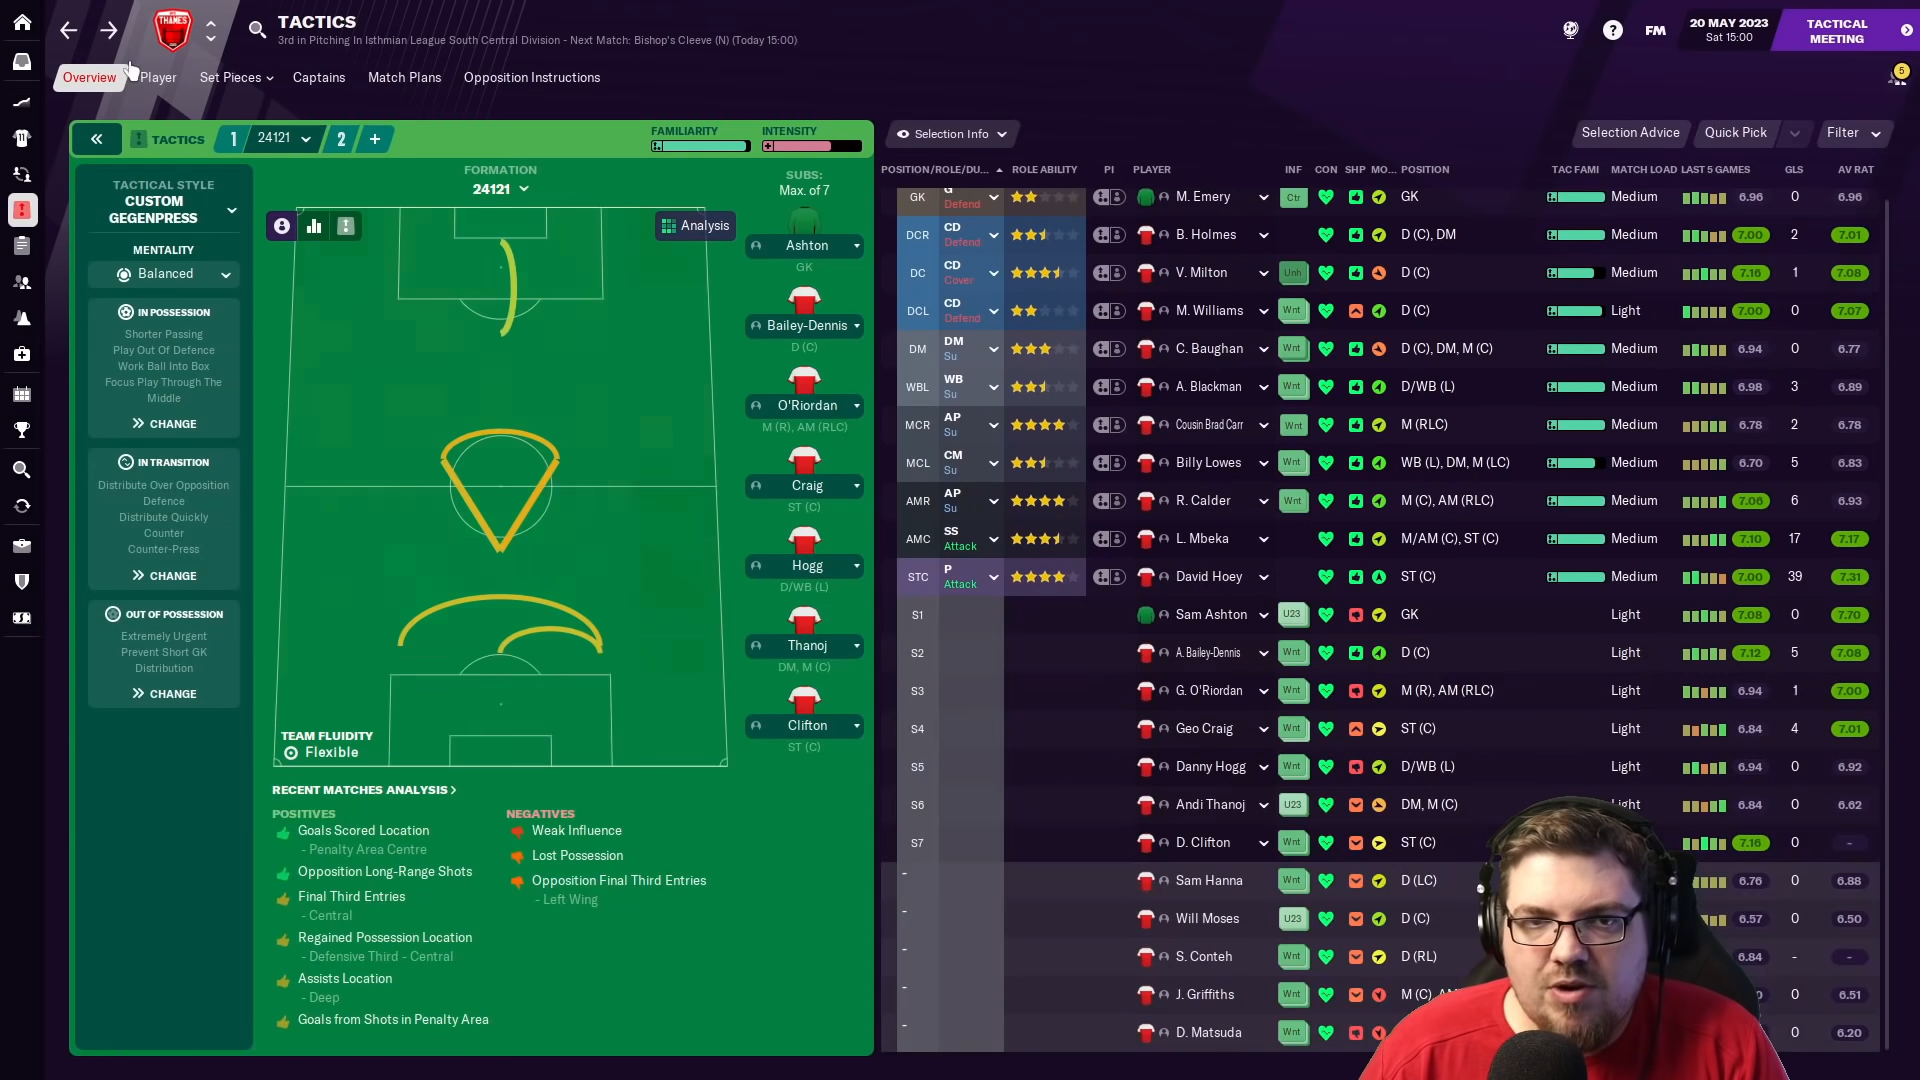 THAMES
TACTICS
3rd in Pitching In Isthmian League South Central Division - Next Match: Bishop's Cleeve (N) (Today 15:00)
FM
20 MAY 2023
Sat 15:00
TACTICAL
MEETING
Overview
Player
Set Pieces
Captains
Match Plans
Opposition Instructions
5
TACTICS
1
24121
2
+
FAMILIARITY
INTENSITY
TACTICAL STYLE
CUSTOM
GEGENPRESS
MENTALITY
Balanced
IN POSSESSION
Shorter Passing
Play Out Of Defence
Work Ball Into Box
Focus Play Through The
Middle
CHANGE
IN TRANSITION
Distribute Over Opposition
Defence
Distribute Quickly
Counter
Counter-Press
CHANGE
OUT OF POSSESSION
Extremely Urgent
Prevent Short GK
Distribution
CHANGE
FORMATION
24121
Analysis
TEAM FLUIDITY
Flexible
SUBS:
Max. of 7
Ashton
GK
Bailey-Dennis
D (C)
O'Riordan
M (R), AM (RLC)
Craig
ST (C)
Hogg
D/WB (L)
Thanoj
DM, M (C)
Clifton
ST (C)
RECENT MATCHES ANALYSIS >
POSITIVES
Goals Scored Location
- Penalty Area Centre
Opposition Long-Range Shots
Final Third Entries
- Central
Regained Possession Location
- Defensive Third - Central
Assists Location
- Deep
Goals from Shots in Penalty Area
NEGATIVES
Weak Influence
Lost Possession
Opposition Final Third Entries
- Left Wing
Selection Info
Selection Advice
Quick Pick
Filter
POSITION/ROLE/DU... ROLE ABILITY PI PLAYER INF CON SHP MO... POSITION TAC FAMI MATCH LOAD LAST 5 GAMES GLS AV RAT
GK G Defend M. Emery Ctr GK Medium 6.96 0 6.96
DCR CD Defend B. Holmes D (C), DM Medium 7.00 2 7.01
DC CD Cover V. Milton Unh D (C) Medium 7.16 1 7.08
DCL CD Defend M. Williams Wnt D (C) Light 7.00 0 7.07
DM DM Su C. Baughan Wnt D (C), DM, M (C) Medium 6.94 0 6.77
WBL WB Su A. Blackman Wnt D/WB (L) Medium 6.98 3 6.89
MCR AP Su Cousin Brad Carr Wnt M (RLC) Medium 6.78 2 6.78
MCL CM Su Billy Lowes Wnt WB (L), DM, M (LC) Medium 6.70 5 6.83
AMR AP Su R. Calder Wnt M (C), AM (RLC) Medium 7.06 6 6.93
AMC SS Attack L. Mbeka M/AM (C), ST (C) Medium 7.10 17 7.17
STC P Attack David Hoey ST (C) Medium 7.00 39 7.31
S1 Sam Ashton U23 GK Light 7.08 0 7.70
S2 A. Bailey-Dennis Wnt D (C) Light 7.12 5 7.08
S3 G. O'Riordan Wnt M (R), AM (RLC) Light 6.94 1 7.00
S4 Geo Craig Wnt ST (C) Light 6.84 4 7.01
S5 Danny Hogg Wnt D/WB (L) Light 6.94 0 6.92
S6 Andi Thanoj U23 DM, M (C) Light 6.84 0 6.62
S7 D. Clifton Wnt ST (C) 7.16 0 -
- Sam Hanna Wnt D (LC) 6.76 0 6.88
- Will Moses U23 D (C) 6.57 0 6.50
- S. Conteh Wnt D (RL) 6.84 - -
- J. Griffiths Wnt M (C), 0 6.51
- D. Matsuda Wnt 0 6.20